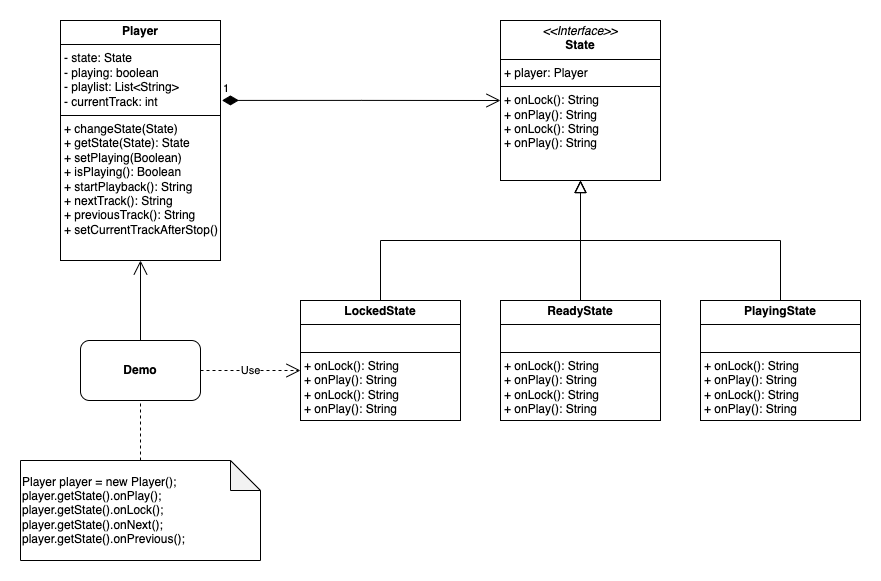 Player
- state: State
- playing: boolean
- playlist: List<String>
- currentTrack: int
+ changeState(State)
+ getState(State): State
+ setPlaying(Boolean)
+ isPlaying(): Boolean
+ startPlayback(): String
+ nextTrack(): String
+ previousTrack(): String
+ setCurrentTrackAfterStop()
1
<<Interface>>
State
+ player: Player
+ onLock(): String
+ onPlay(): String
+ onLock(): String
+ onPlay(): String
LockedState
+ onLock(): String
+ onPlay(): String
+ onLock(): String
+ onPlay(): String
ReadyState
+ onLock(): String
+ onPlay(): String
+ onLock(): String
+ onPlay(): String
PlayingState
+ onLock(): String
+ onPlay(): String
+ onLock(): String
+ onPlay(): String
Demo
Use
Player player = new Player();
player.getState().onPlay();
player.getState().onLock();
player.getState().onNext();
player.getState().onPrevious();